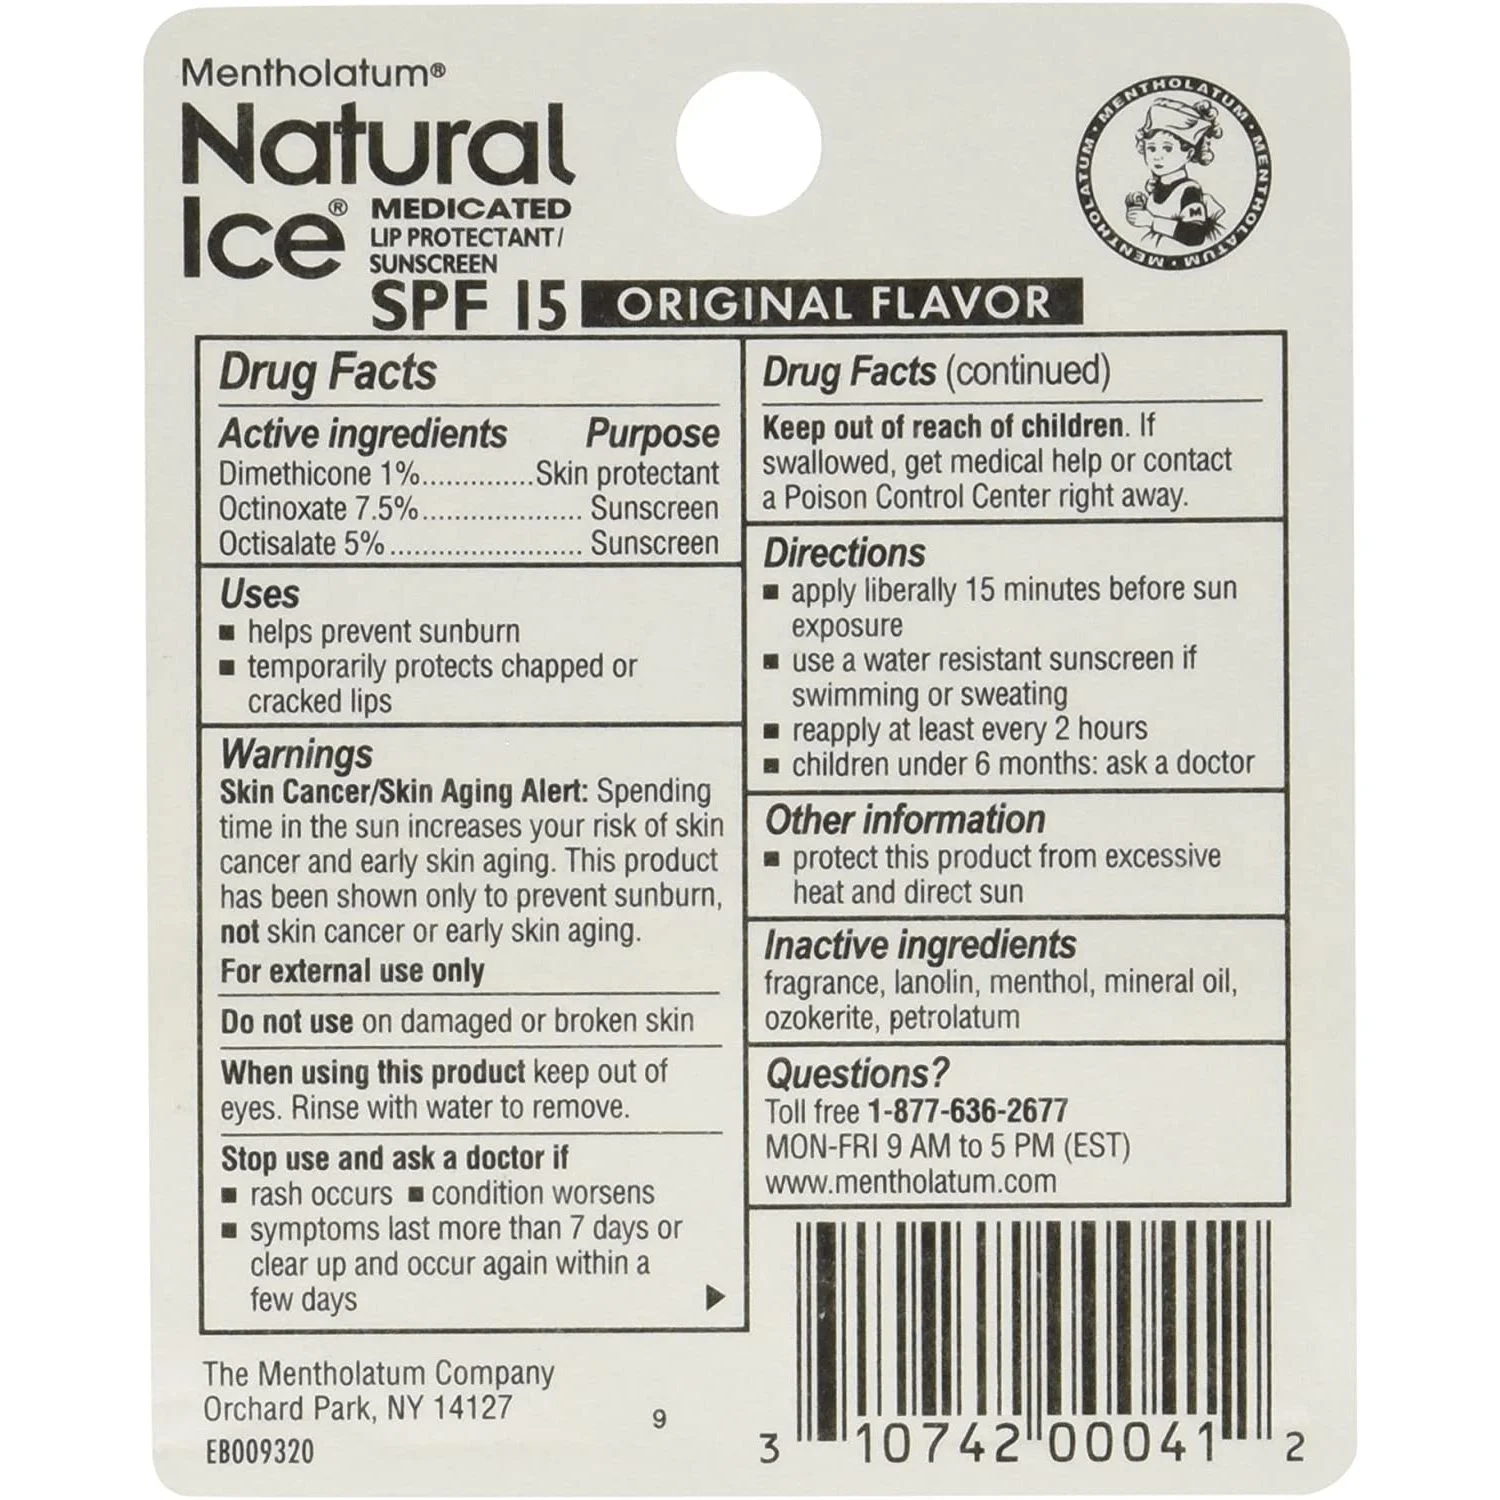 Mentholatum®
Natural
Ice® MEDICATED
LIP PROTECTANT/
SUNSCREEN
SPF 15 ORIGINAL FLAVOR
MENTHOLATUM · MENTHOLATUM · MENTHOLATUM ·
M
Drug Facts
Active ingredients Purpose
Dimethicone 1%..............Skin protectant
Octinoxate 7.5%.................... Sunscreen
Octisalate 5%........................ Sunscreen
Uses
■ helps prevent sunburn
■ temporarily protects chapped or
cracked lips
Warnings
Skin Cancer/Skin Aging Alert: Spending
time in the sun increases your risk of skin
cancer and early skin aging. This product
has been shown only to prevent sunburn,
not skin cancer or early skin aging.
For external use only
Do not use on damaged or broken skin
When using this product keep out of
eyes. Rinse with water to remove.
Stop use and ask a doctor if
■ rash occurs ■ condition worsens
■ symptoms last more than 7 days or
clear up and occur again within a
few days
Drug Facts (continued)
Keep out of reach of children. If
swallowed, get medical help or contact
a Poison Control Center right away.
Directions
■ apply liberally 15 minutes before sun
exposure
■ use a water resistant sunscreen if
swimming or sweating
■ reapply at least every 2 hours
■ children under 6 months: ask a doctor
Other information
■ protect this product from excessive
heat and direct sun
Inactive ingredients
fragrance, lanolin, menthol, mineral oil,
ozokerite, petrolatum
Questions?
Toll free 1-877-636-2677
MON-FRI 9 AM to 5 PM (EST)
www.mentholatum.com
The Mentholatum Company
Orchard Park, NY 14127
9
EB009320
3 10742 00041 2